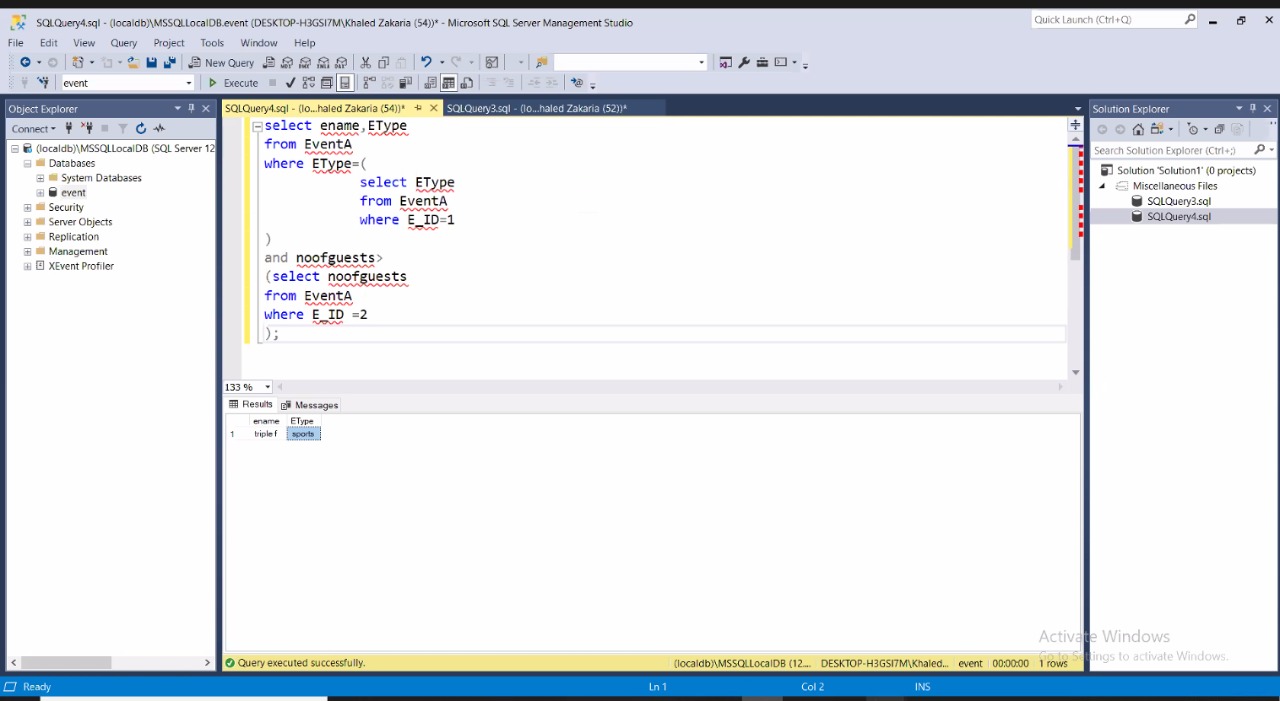 SQLQuery4.sql - (localdb)\MSSQLLocalDB.event (DESKTOP-H3GSI7M\Khaled Zakaria (54))* - Microsoft SQL Server Management Studio
Quick Launch (Ctrl+Q)
File Edit View Query Project Tools Window Help
New Query
event
Execute
Object Explorer
SQLQuery4.sql - (lo...haled Zakaria (54))*
SQLQuery3.sql - (lo...haled Zakaria (52))*
Solution Explorer
Connect
Search Solution Explorer (Ctrl+;)
(localdb)\MSSQLLocalDB (SQL Server 12
Databases
System Databases
event
Security
Server Objects
Replication
Management
XEvent Profiler
select ename,EType
from EventA
where EType=(
select EType
from EventA
where E_ID=1
)
and noofguests>
(select noofguests
from EventA
where E_ID =2
);
Solution 'Solution1' (0 projects)
Miscellaneous Files
SQLQuery3.sql
SQLQuery4.sql
133 %
Results Messages
ename EType
1 triple f sports
Activate Windows
Go to Settings to activate Windows.
Query executed successfully.
(localdb)\MSSQLLocalDB (12.... DESKTOP-H3GSI7M\Khaled... event 00:00:00 1 rows
Ready
Ln 1 Col 2 INS